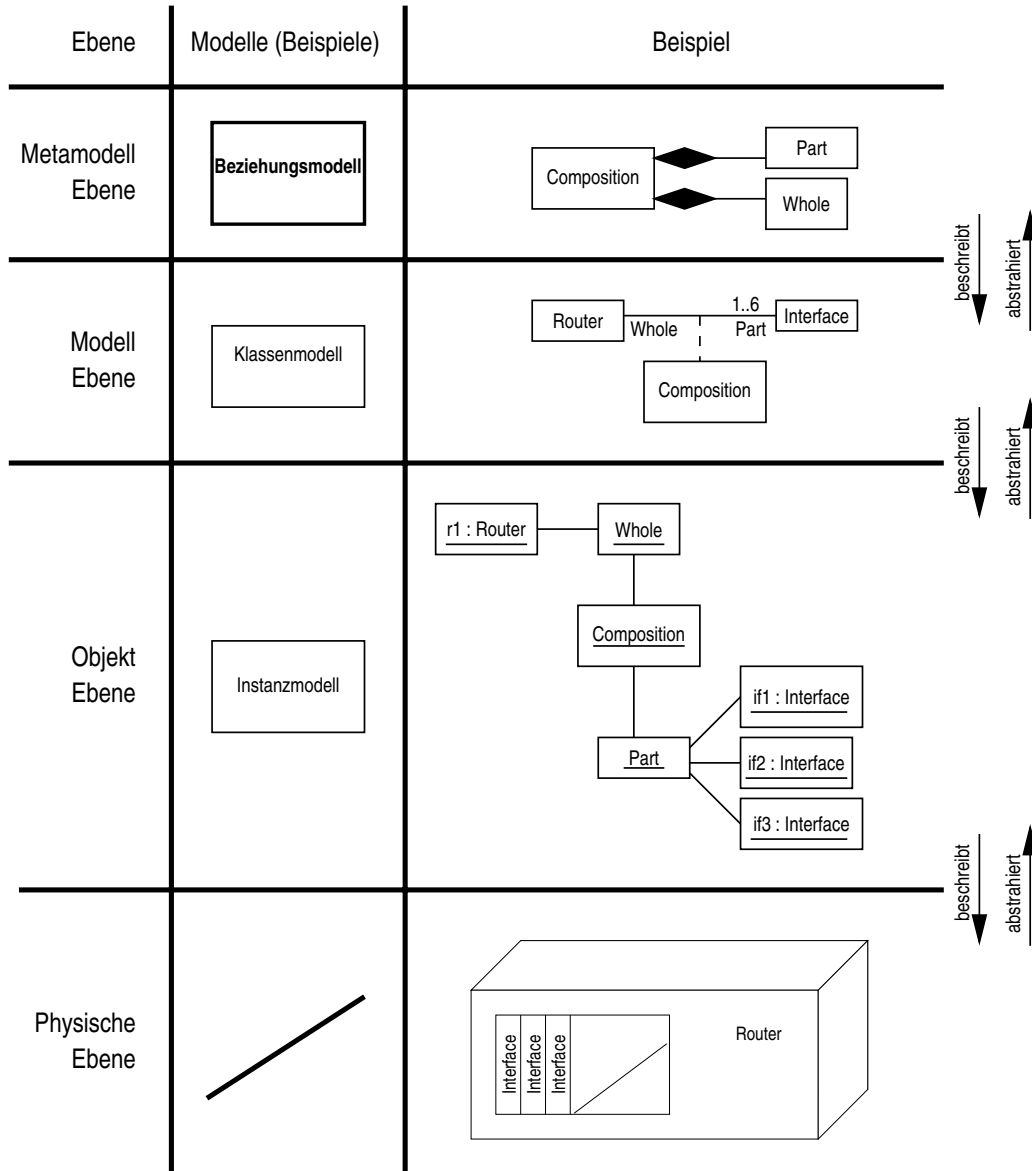 Ebene
Modelle (Beispiele)
Beispiel
Metamodell
Ebene
Beziehungsmodell
Composition
Part
Whole
beschreibt
abstrahiert
Modell
Ebene
Klassenmodell
Router
Whole
1..6
Part
Interface
Composition
beschreibt
abstrahiert
Objekt
Ebene
Instanzmodell
r1 : Router
Whole
Composition
Part
if1 : Interface
if2 : Interface
if3 : Interface
beschreibt
abstrahiert
Physische
Ebene
Interface
Interface
Interface
Router